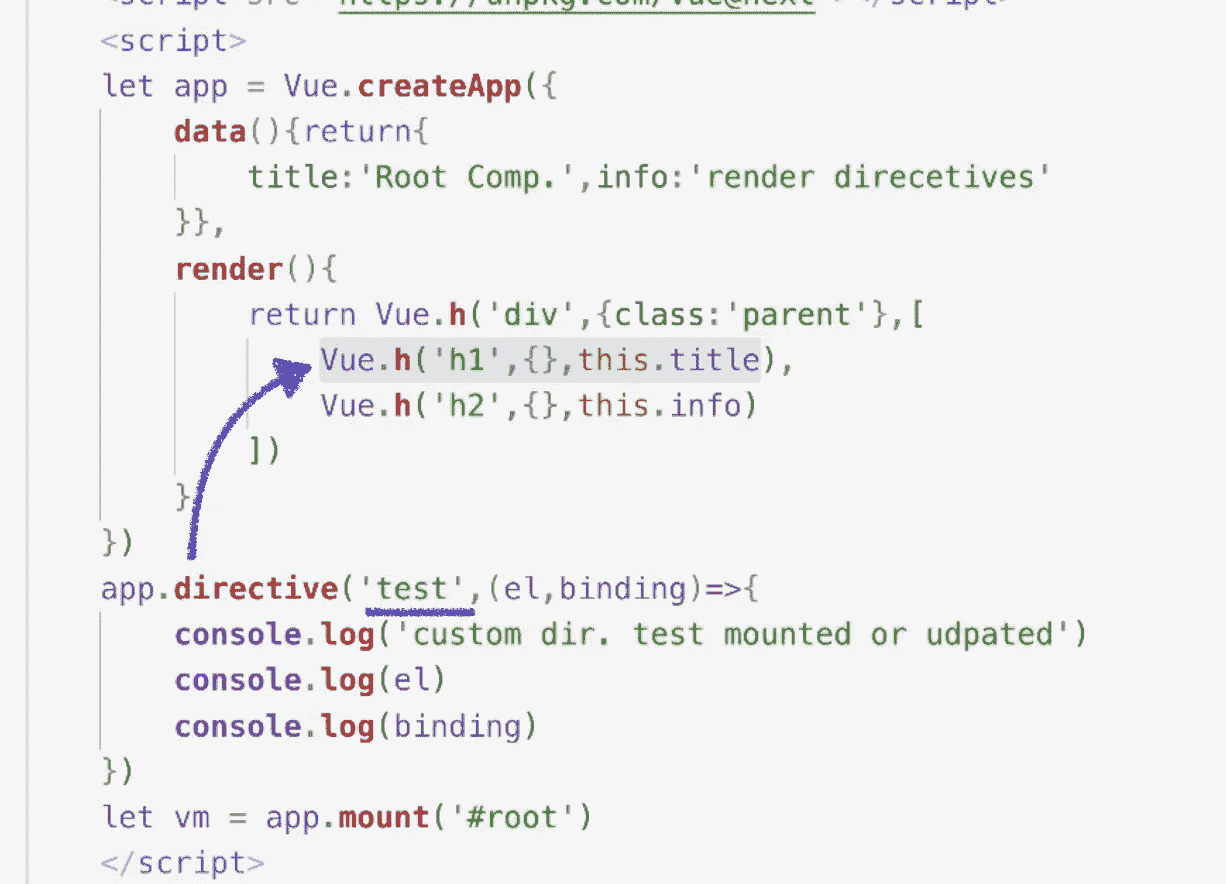 <script src="https://unpkg.com/vue@next"></script>
<script>
let app = Vue.createApp({
data(){return{
title:'Root Comp.',info:'render direcetives'
}},
render(){
return Vue.h('div',{class:'parent'},[
Vue.h('h1',{},this.title),
Vue.h('h2',{},this.info)
])
}
})
app.directive('test',(el,binding)=>{
console.log('custom dir. test mounted or udpated')
console.log(el)
console.log(binding)
})
let vm = app.mount('#root')
</script>